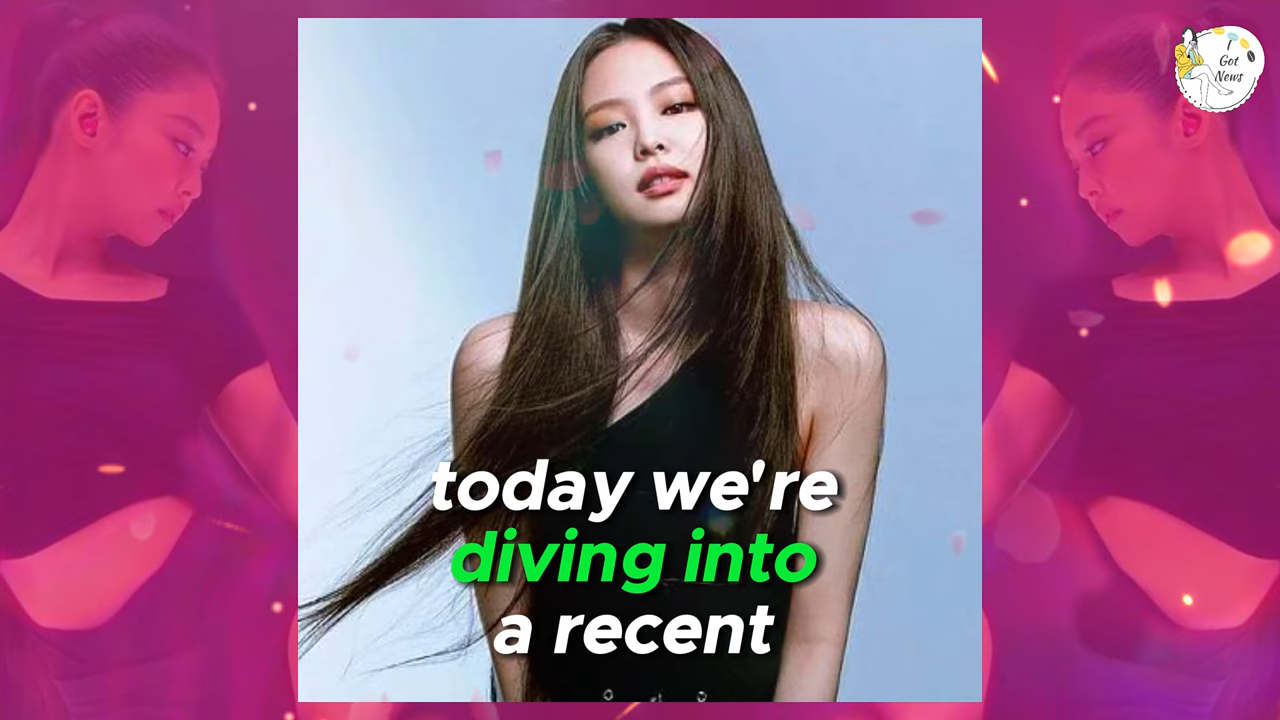 I
Got
News
today we're
diving into
a recent